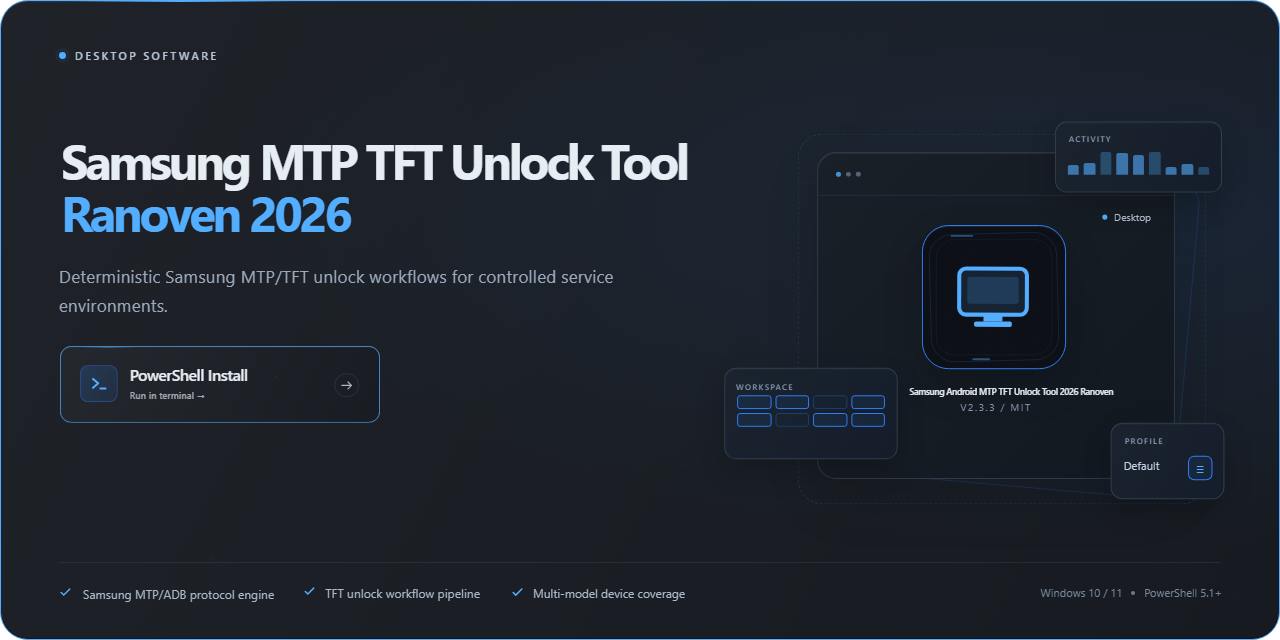 DESKTOP SOFTWARE
Samsung MTP TFT Unlock Tool
Ranoven 2026
Deterministic Samsung MTP/TFT unlock workflows for controlled service
environments.
PowerShell Install
Run in terminal →
ACTIVITY
Desktop
WORKSPACE
Samsung Android MTP TFT Unlock Tool 2026 Ranoven
V2.3.3 / MIT
PROFILE
Default
Samsung MTP/ADB protocol engine
TFT unlock workflow pipeline
Multi-model device coverage
Windows 10 / 11 • PowerShell 5.1+